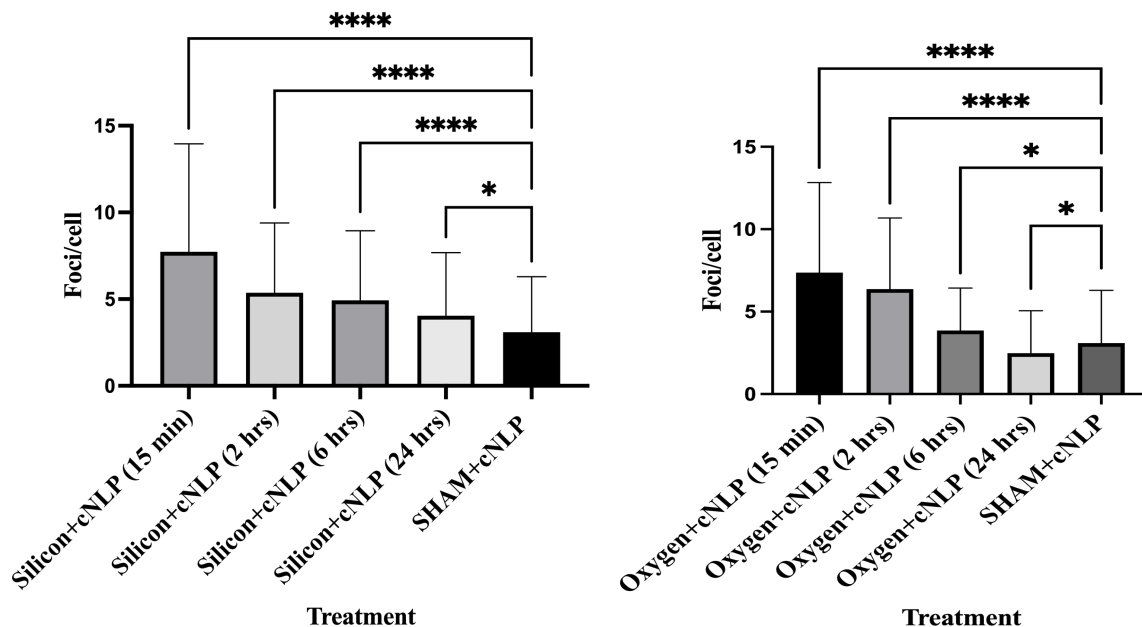 ****
****
****
*
15
10
5
0
Foci/cell
Silicon+cNLP (15 min)
Silicon+cNLP (2 hrs)
Silicon+cNLP (6 hrs)
Silicon+cNLP (24 hrs)
SHAM+cNLP
Treatment
****
****
*
*
15
10
5
0
Foci/cell
Oxygen+cNLP (15 min)
Oxygen+cNLP (2 hrs)
Oxygen+cNLP (6 hrs)
Oxygen+cNLP (24 hrs)
SHAM+cNLP
Treatment